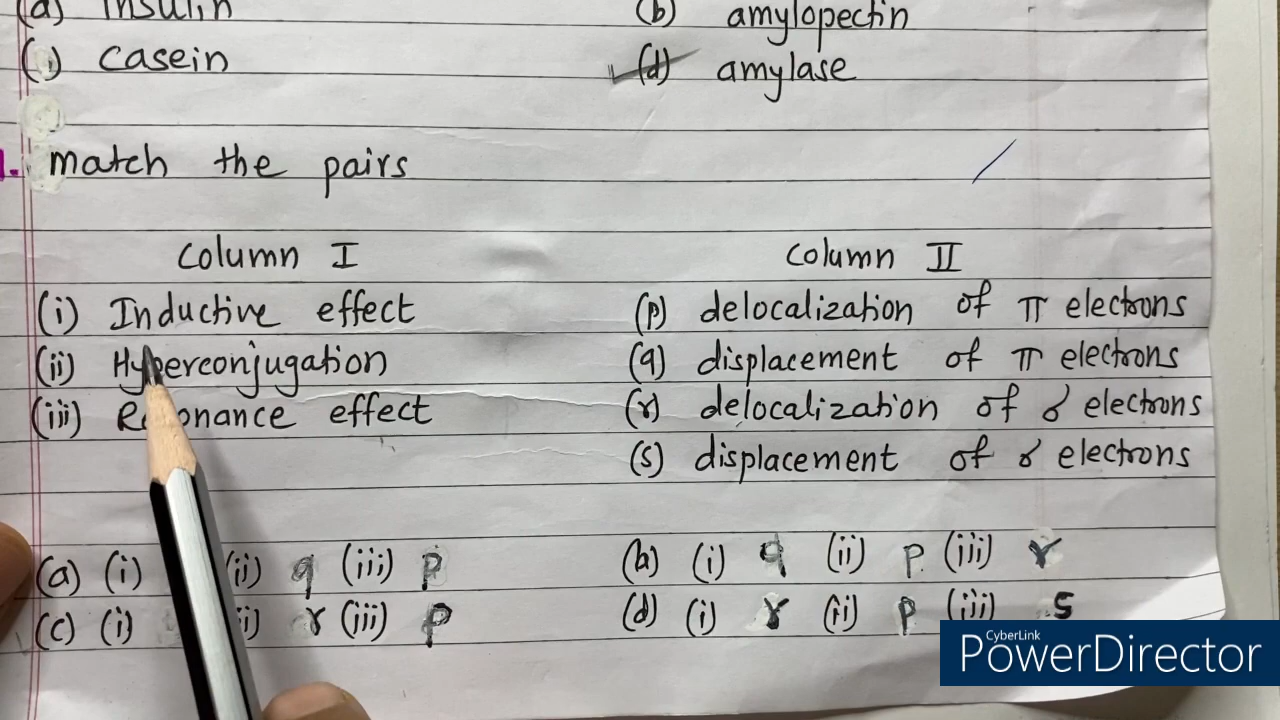 (a) insulin (b) amylopectin
( ) casein (d) amylase
1. match the pairs
Column I Column II
(i) Inductive effect (p) delocalization of π electrons
(ii) Hyperconjugation (q) displacement of π electrons
(iii) Resonance effect (r) delocalization of σ electrons
(s) displacement of σ electrons
(a) (i) (ii) q (iii) p (b) (i) q (ii) p (iii) r
(c) (i) (ii) r (iii) p (d) (i) r (ii) p (iii) s
CyberLink
PowerDirector